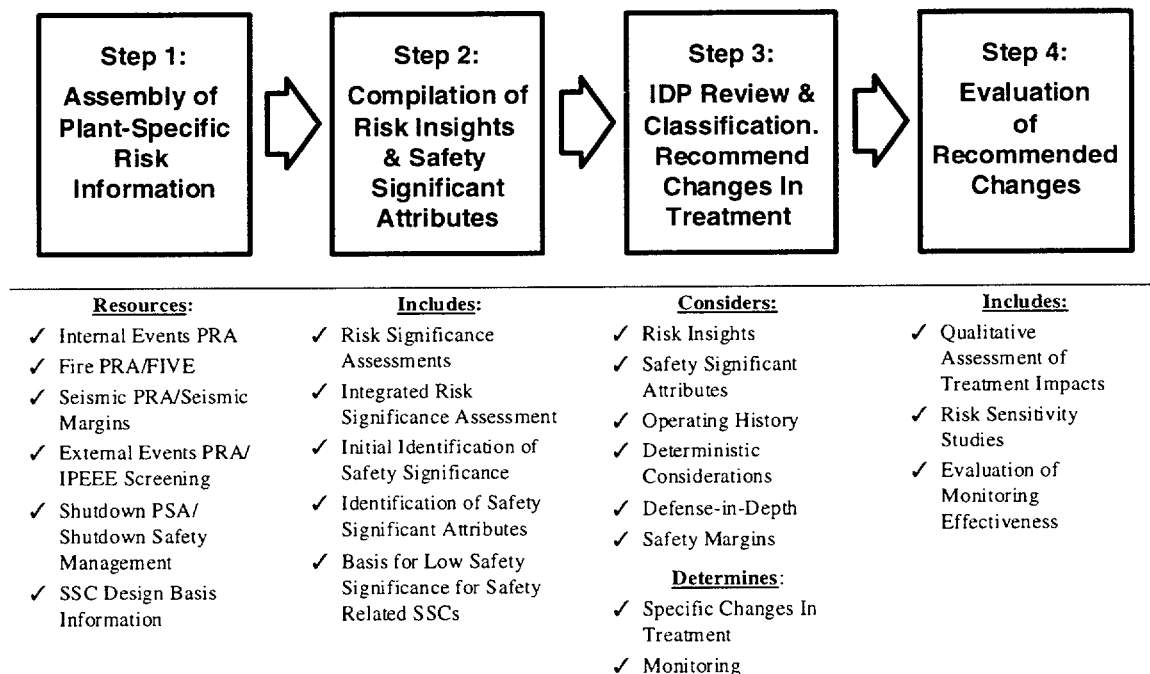 Step 1:
Assembly of
Plant-Specific
Risk
Information
Step 2:
Compilation of
Risk Insights
& Safety
Significant
Attributes
Step 3:
IDP Review &
Classification.
Recommend
Changes In
Treatment
Step 4:
Evaluation
of
Recommended
Changes
Resources:
✓ Internal Events PRA
✓ Fire PRA/FIVE
✓ Seismic PRA/Seismic
Margins
✓ External Events PRA/
IPEEE Screening
✓ Shutdown PSA/
Shutdown Safety
Management
✓ SSC Design Basis
Information
Includes:
✓ Risk Significance
Assessments
✓ Integrated Risk
Significance Assessment
✓ Initial Identification of
Safety Significance
✓ Identification of Safety
Significant Attributes
✓ Basis for Low Safety
Significance for Safety
Related SSCs
Considers:
✓ Risk Insights
✓ Safety Significant
Attributes
✓ Operating History
✓ Deterministic
Considerations
✓ Defense-in-Depth
✓ Safety Margins
Determines:
✓ Specific Changes In
Treatment
✓ Monitoring
Includes:
✓ Qualitative
Assessment of
Treatment Impacts
✓ Risk Sensitivity
Studies
✓ Evaluation of
Monitoring
Effectiveness